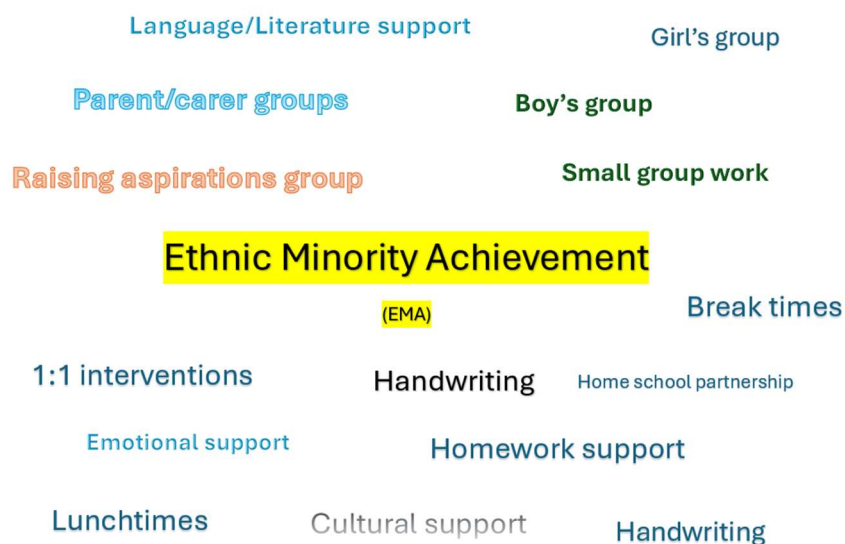 Language/Literature support
Girl's group
Parent/carer groups
Boy's group
Raising aspirations group
Small group work
Ethnic Minority Achievement
(EMA)
Break times
1:1 interventions
Handwriting
Home school partnership
Emotional support
Homework support
Lunchtimes
Cultural support
Handwriting